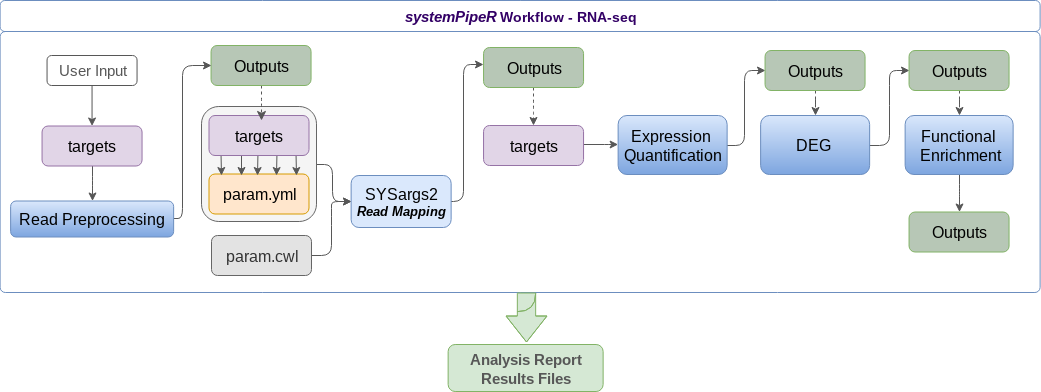 systemPipeR Workflow - RNA-seq
User Input
targets
Read Preprocessing
Outputs
targets
param.yml
param.cwl
SYSargs2
Read Mapping
Outputs
targets
Expression
Quantification
Outputs
DEG
Outputs
Functional
Enrichment
Outputs
Analysis Report
Results Files